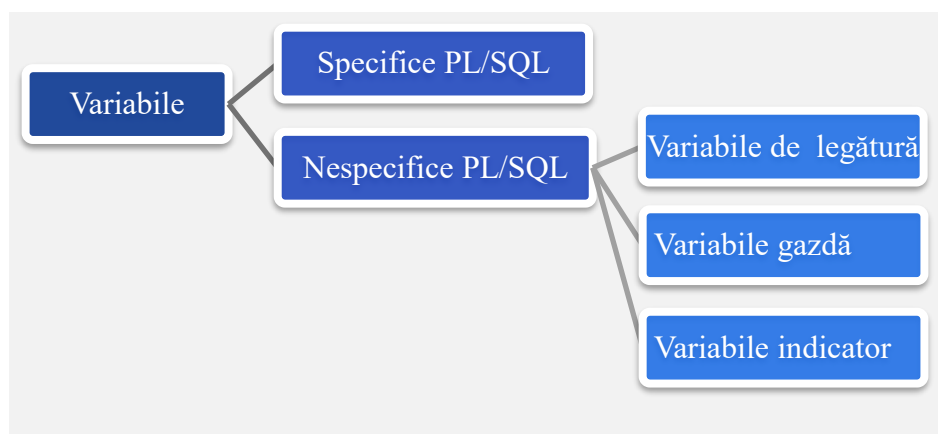 Variabile
Specifice PL/SQL
Nespecifice PL/SQL
Variabile de legătură
Variabile gazdă
Variabile indicator